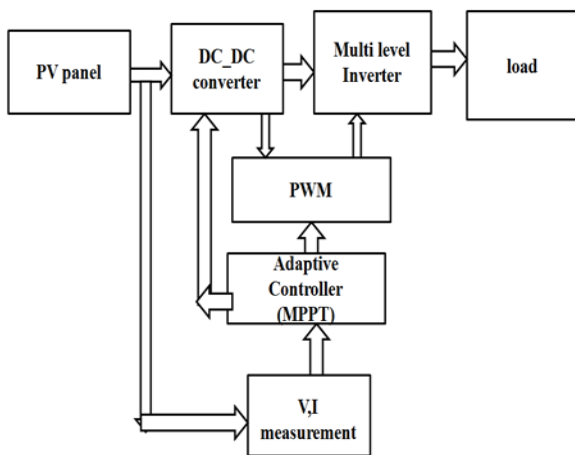 PV panel
DC_DC
converter
Multi level
Inverter
load
PWM
Adaptive
Controller
(MPPT)
V,I
measurement